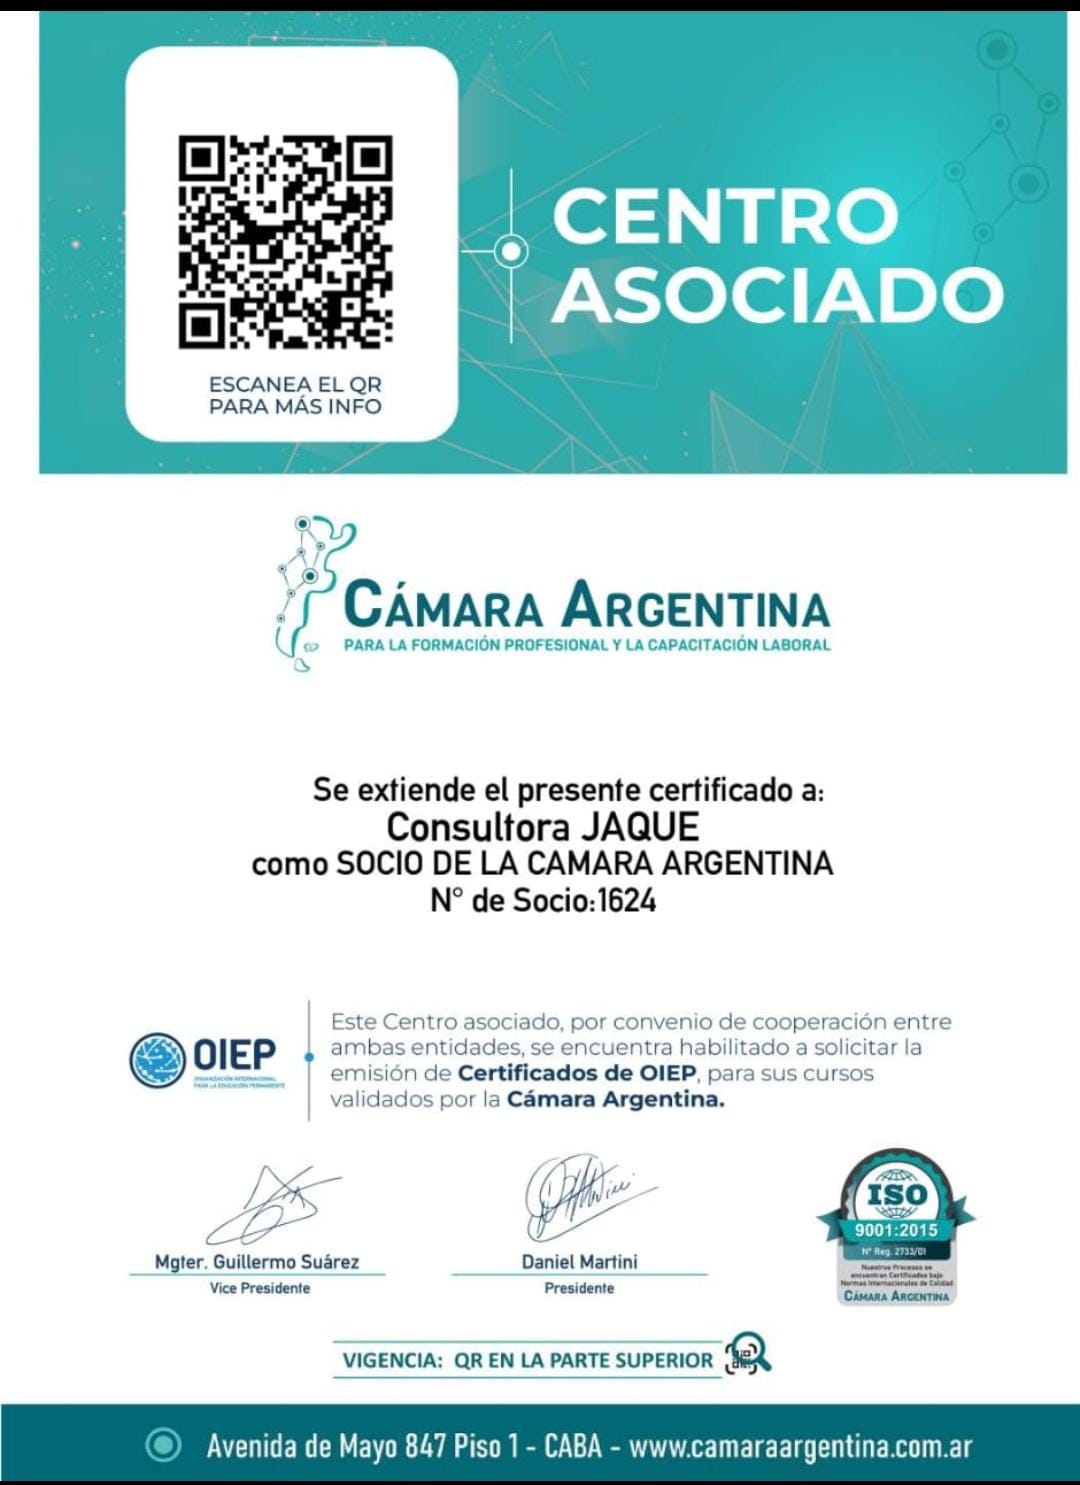 ESCANEA EL QR
PARA MÁS INFO
CENTRO
ASOCIADO
CÁMARA ARGENTINA
PARA LA FORMACIÓN PROFESIONAL Y LA CAPACITACIÓN LABORAL
Se extiende el presente certificado a:
Consultora JAQUE
como SOCIO DE LA CAMARA ARGENTINA
N° de Socio:1624
OIEP
ORGANIZACIÓN INTERNACIONAL
PARA LA EDUCACIÓN PERMANENTE
Este Centro asociado, por convenio de cooperación entre
ambas entidades, se encuentra habilitado a solicitar la
emisión de Certificados de OIEP, para sus cursos
validados por la Cámara Argentina.
Mgter. Guillermo Suárez
Vice Presidente
Daniel Martini
Presidente
ISO
9001:2015
N° Reg. 2733/01
Nuestros Procesos se
encuentran Certificados bajo
Normas Internacionales de Calidad
CÁMARA ARGENTINA
VIGENCIA: QR EN LA PARTE SUPERIOR
Avenida de Mayo 847 Piso 1 - CABA - www.camaraargentina.com.ar